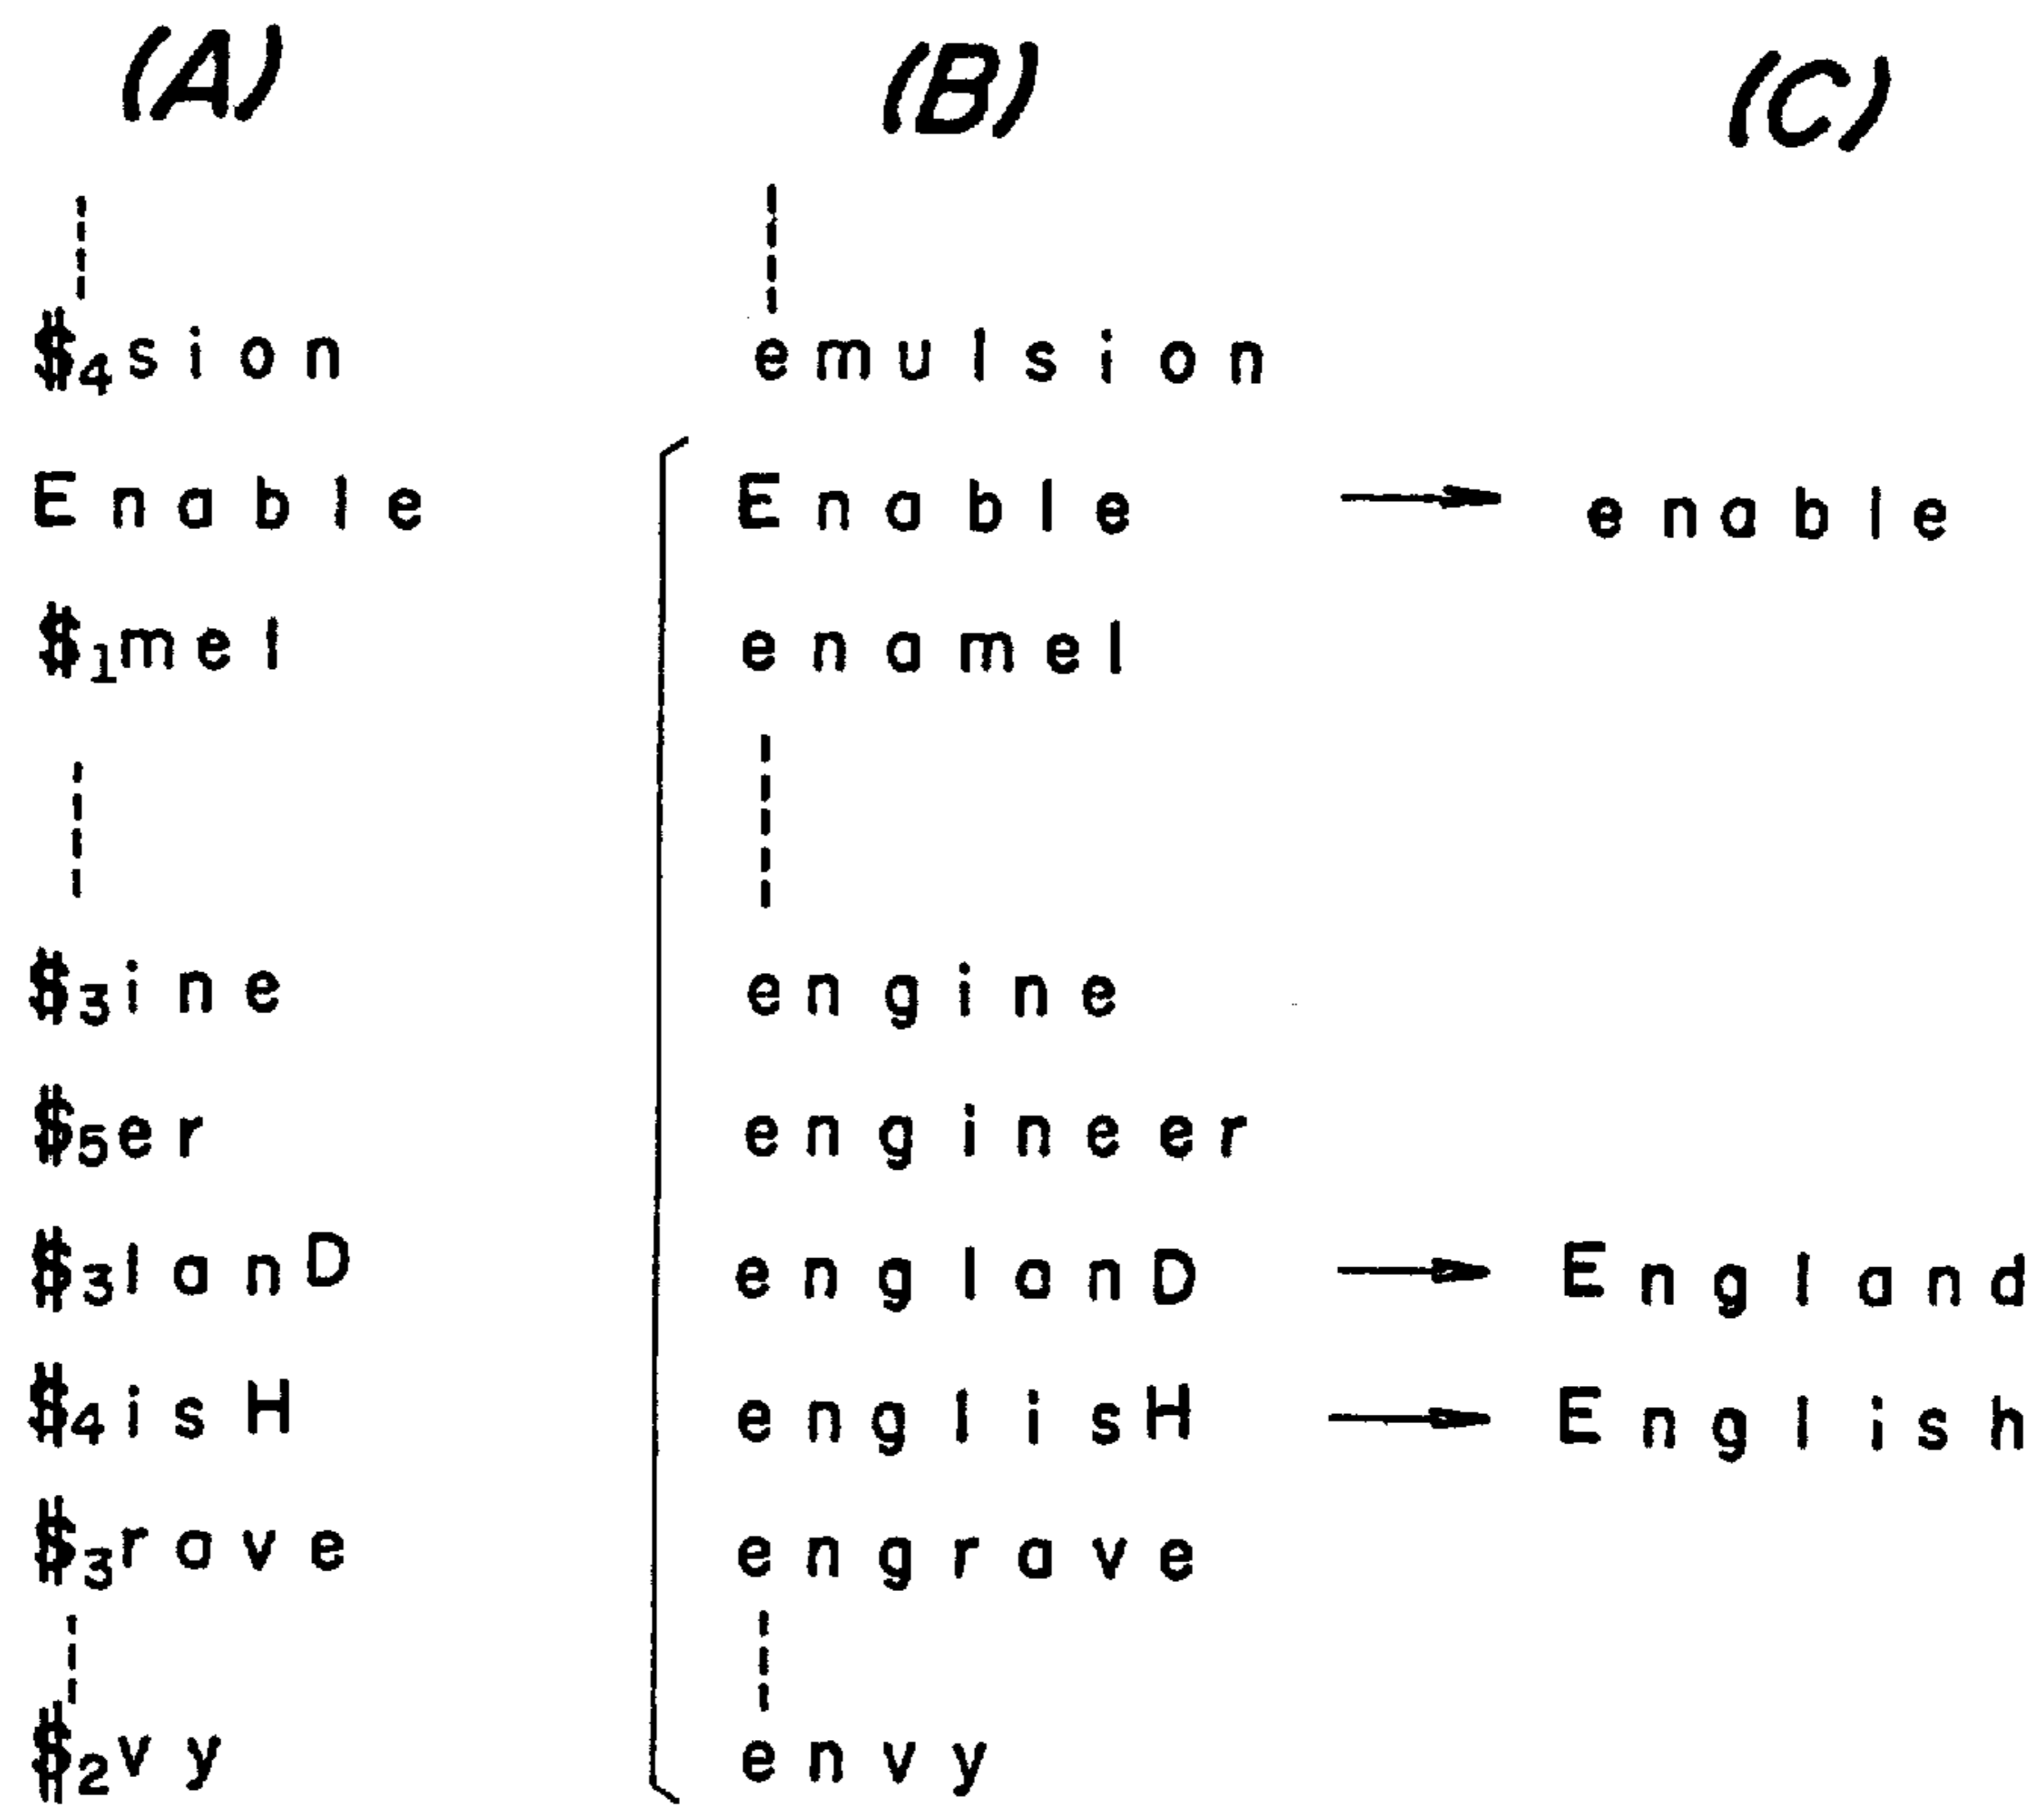 (A) (B) (C)
$4sion emulsion
Enable Enable enable
$1mel enamel
$3ine engine
$5er engineer
$3lanD englanD England
$4isH englisH English
$3rave engrave
$2vy envy